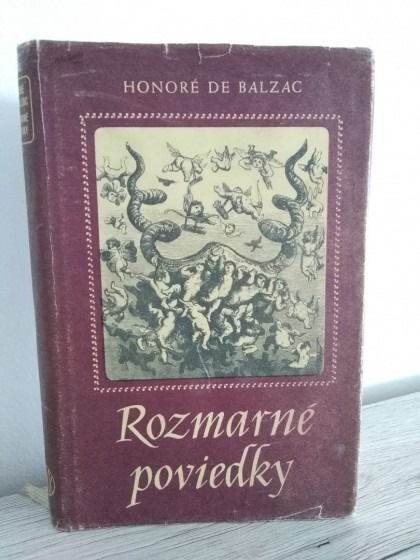 HONORÉ DE BALZAC
Rozmarné
poviedky